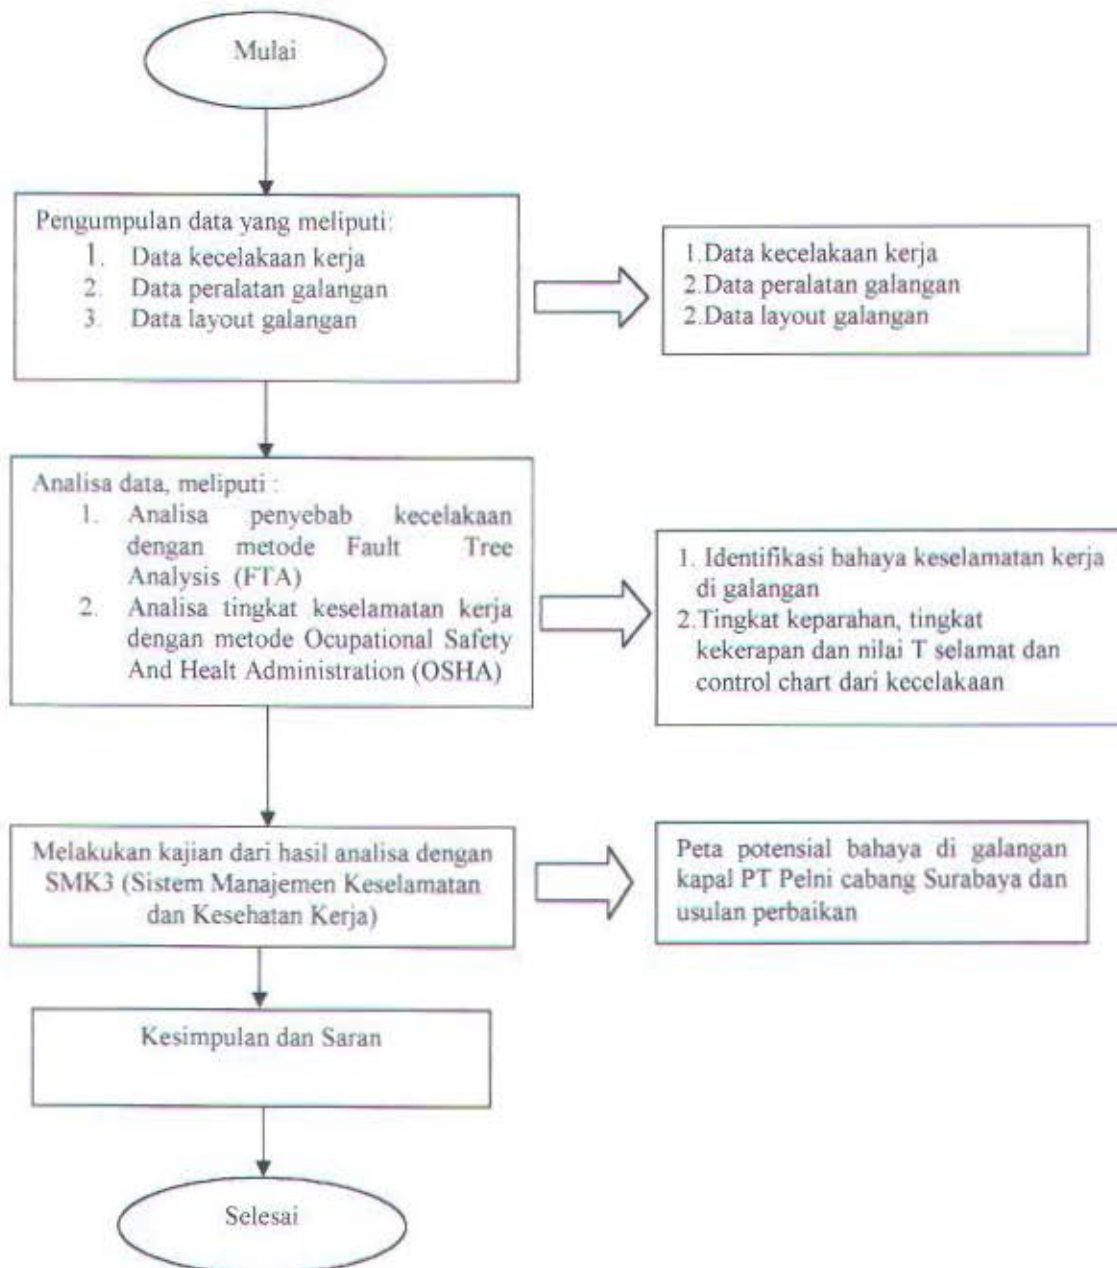 Mulai
Pengumpulan data yang meliputi:
1. Data kecelakaan kerja
2. Data peralatan galangan
3. Data layout galangan
1.Data kecelakaan kerja
2.Data peralatan galangan
2.Data layout galangan
Analisa data, meliputi :
1. Analisa penyebab kecelakaan
dengan metode Fault Tree
Analysis (FTA)
2. Analisa tingkat keselamatan kerja
dengan metode Ocupational Safety
And Healt Administration (OSHA)
1. Identifikasi bahaya keselamatan kerja
di galangan
2.Tingkat keparahan, tingkat
kekerapan dan nilai T selamat dan
control chart dari kecelakaan
Melakukan kajian dari hasil analisa dengan
SMK3 (Sistem Manajemen Keselamatan
dan Kesehatan Kerja)
Peta potensial bahaya di galangan
kapal PT Pelni cabang Surabaya dan
usulan perbaikan
Kesimpulan dan Saran
Selesai